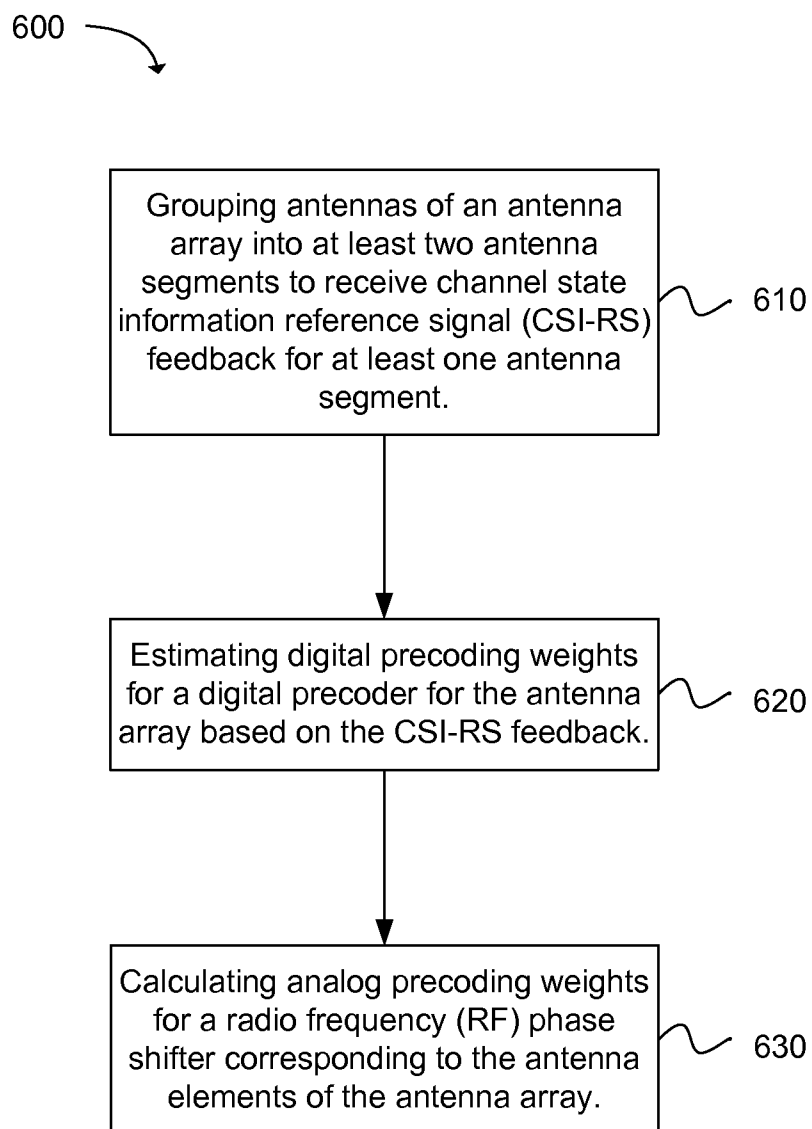 600
Grouping antennas of an antenna
array into at least two antenna
segments to receive channel state
information reference signal (CSI-RS)
feedback for at least one antenna
segment.
610
Estimating digital precoding weights
for a digital precoder for the antenna
array based on the CSI-RS feedback.
620
Calculating analog precoding weights
for a radio frequency (RF) phase
shifter corresponding to the antenna
elements of the antenna array.
630